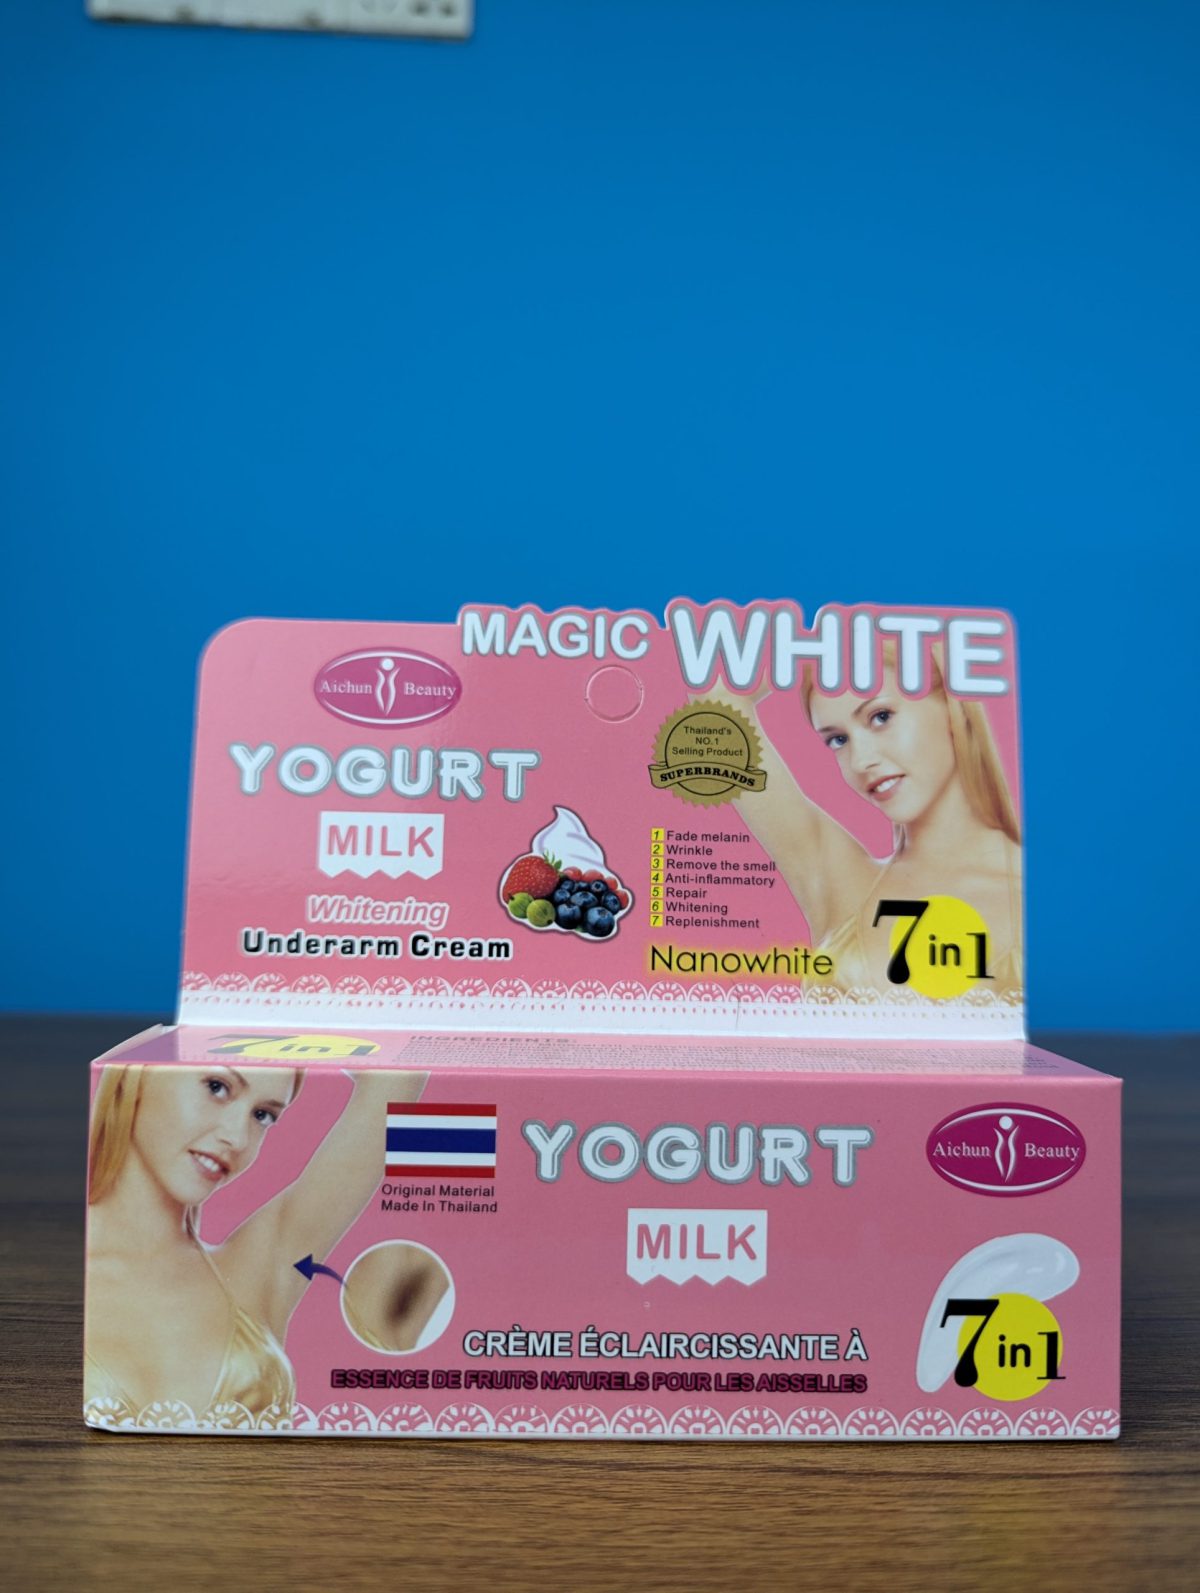 MAGIC WHITE
Aichun Beauty
YOGURT
MILK
Whitening
Underarm Cream
Thailand's
NO.1
Selling Product
SUPERBRANDS
1 Fade melanin
2 Wrinkle
3 Remove the smell
4 Anti-inflammatory
5 Repair
6 Whitening
7 Replenishment
Nanowhite
7 in 1
7 in 1
INGREDIENTS:
Original Material
Made In Thailand
YOGURT
MILK
Aichun Beauty
CRÈME ÉCLAIRCISSANTE À
ESSENCE DE FRUITS NATURELS POUR LES AISSELLES
7 in 1